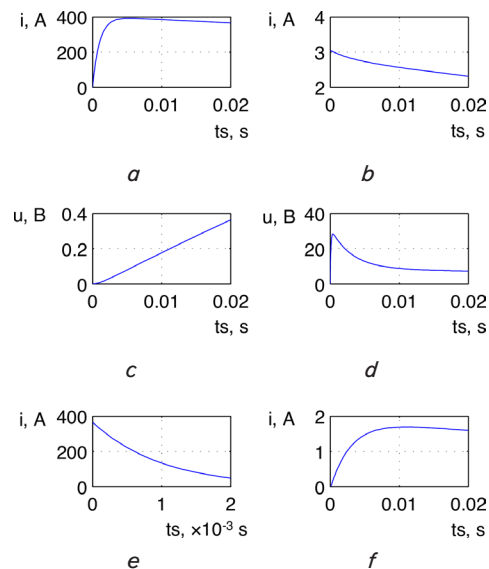 i, A
400
200
0
0 0.01 0.02
ts, s
a
i, A
4
3
2
0 0.01 0.02
ts, s
b
u, B
0.4
0.2
0
0 0.01 0.02
ts, s
c
u, B
40
20
0
0 0.01 0.02
ts, s
d
i, A
400
200
0
0 1 2
ts, ×10⁻³ s
e
i, A
2
1
0
0 0.01 0.02
ts, s
f